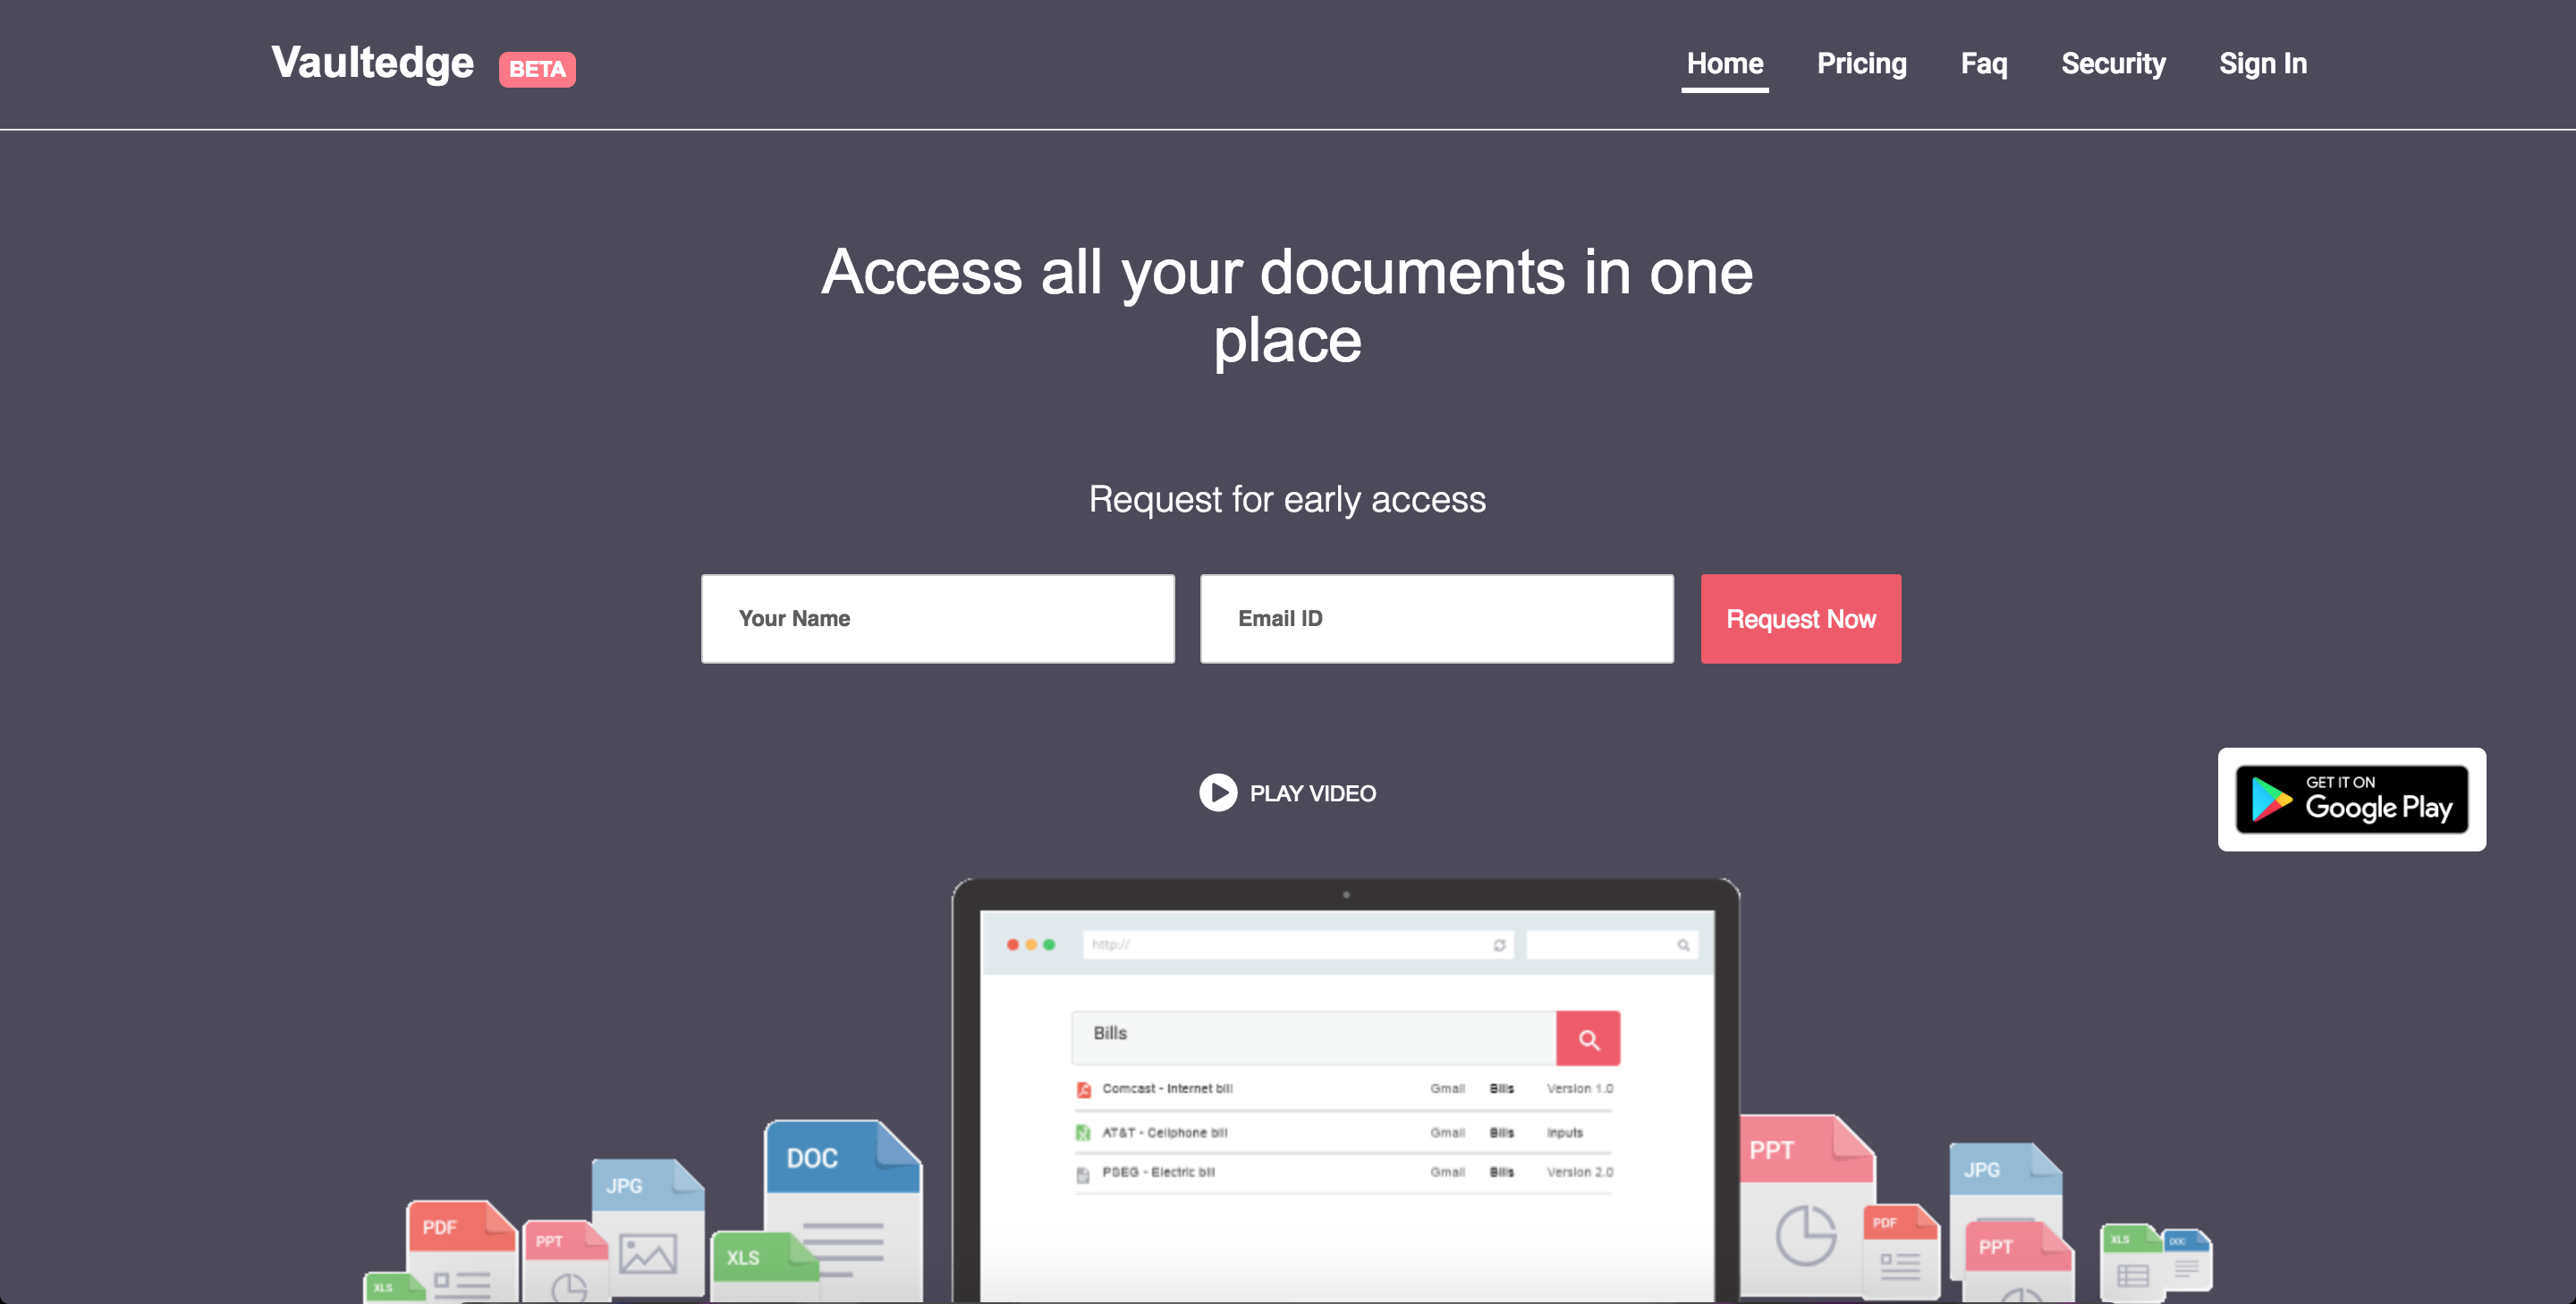 Vaultedge BETA
Home Pricing Faq Security Sign In
Access all your documents in one
place
Request for early access
Your Name Email ID Request Now
PLAY VIDEO
GET IT ON
Google Play
http://
Bills
Comcast - Internet bill Gmail Bills Version 1.0
AT&T - Cellphone bill Gmail Bills Inputs
PSEG - Electric bill Gmail Bills Version 2.0
DOC
JPG
PDF
PPT
XLS
XLS
PPT
JPG
PDF
PPT
XLS
DOC